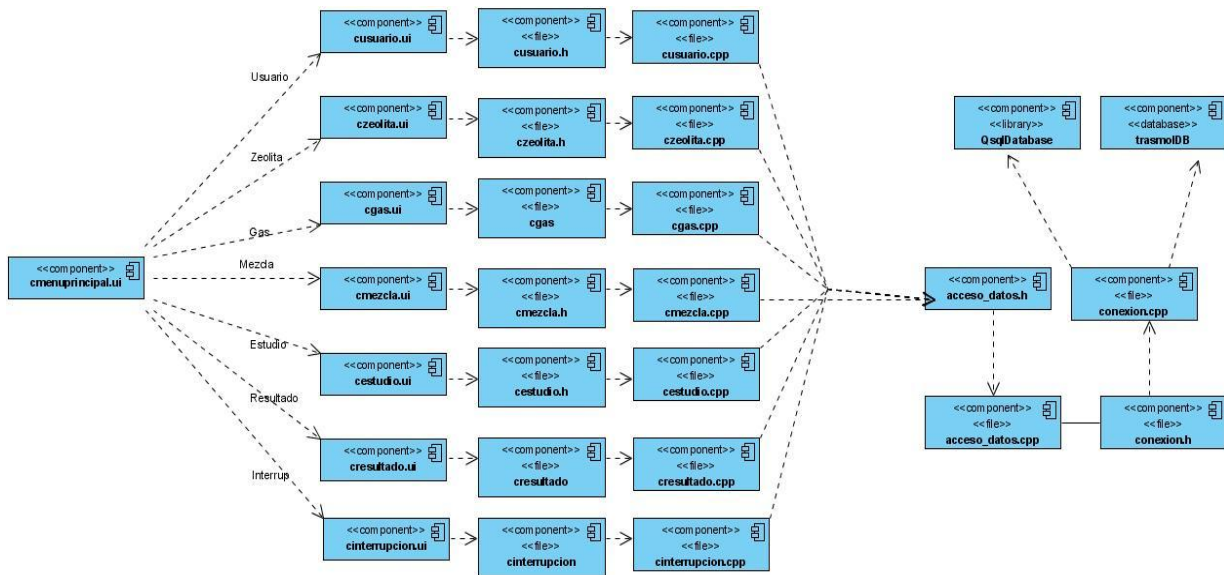 <<component>>
cmenuprincipal.ui
Usuario
Zeolita
Gas
Mezcla
Estudio
Resultado
Interrup
<<component>>
cusuario.ui
<<component>>
<<file>>
cusuario.h
<<component>>
<<file>>
cusuario.cpp
<<component>>
czeolita.ui
<<component>>
<<file>>
czeolita.h
<<component>>
<<file>>
czeolita.cpp
<<component>>
cgas.ui
<<component>>
<<file>>
cgas
<<component>>
<<file>>
cgas.cpp
<<component>>
cmezcla.ui
<<component>>
<<file>>
cmezcla.h
<<component>>
<<file>>
cmezcla.cpp
<<component>>
cestudio.ui
<<component>>
<<file>>
cestudio.h
<<component>>
<<file>>
cestudio.cpp
<<component>>
cresultado.ui
<<component>>
<<file>>
cresultado
<<component>>
<<file>>
cresultado.cpp
<<component>>
cinterrupcion.ui
<<component>>
<<file>>
cinterrupcion
<<component>>
<<file>>
cinterrupcion.cpp
<<component>>
<<library>>
QsqlDatabase
<<component>>
<<database>>
trasmolDB
<<component>>
acceso_datos.h
<<component>>
<<file>>
conexion.cpp
<<component>>
<<file>>
acceso_datos.cpp
<<component>>
<<file>>
conexion.h